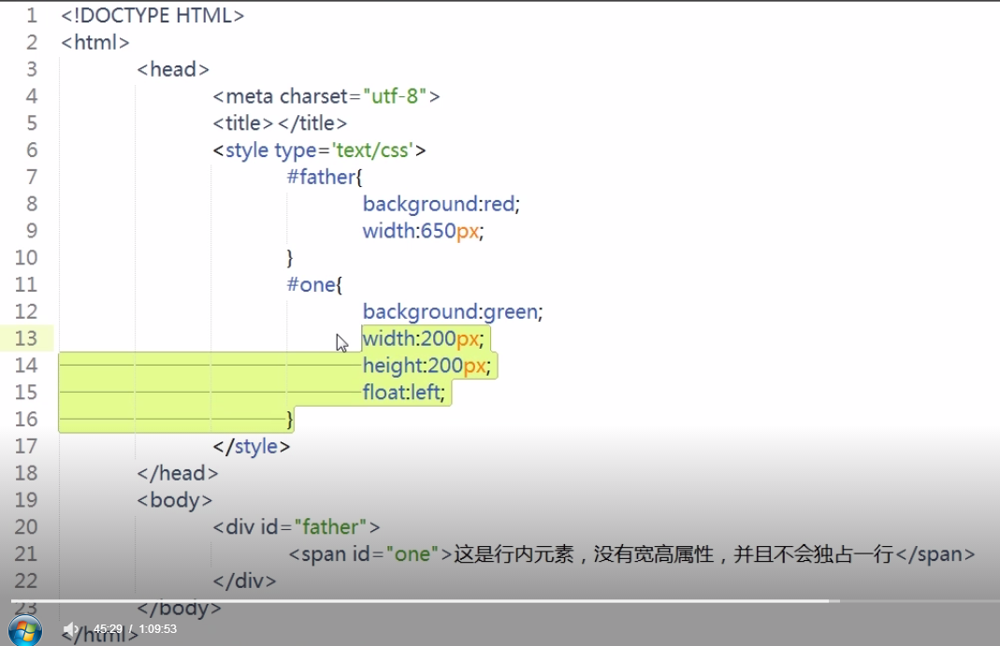 1 <!DOCTYPE HTML>
2 <html>
3 <head>
4 <meta charset="utf-8">
5 <title></title>
6 <style type='text/css'>
7 #father{
8 background:red;
9 width:650px;
10 }
11 #one{
12 background:green;
13 width:200px;
14 height:200px;
15 float:left;
16 }
17 </style>
18 </head>
19 <body>
20 <div id="father">
21 <span id="one">这是行内元素，没有宽高属性，并且不会独占一行</span>
22 </div>
23 </body>
</html>
45:29 / 1:09:53